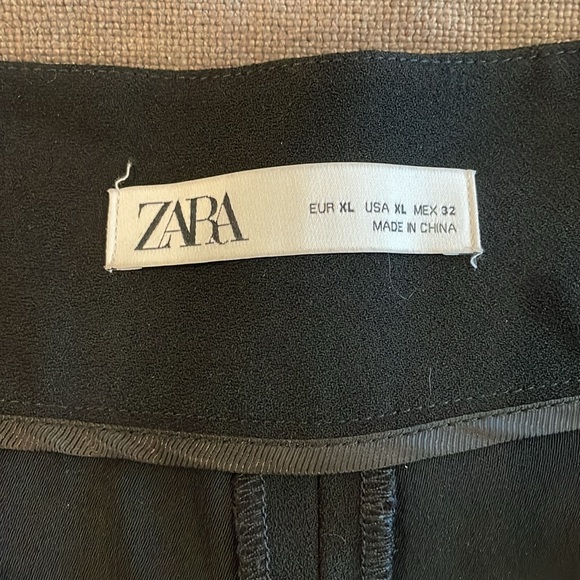 ZARA
EUR XL USA XL MEX 32
MADE IN CHINA